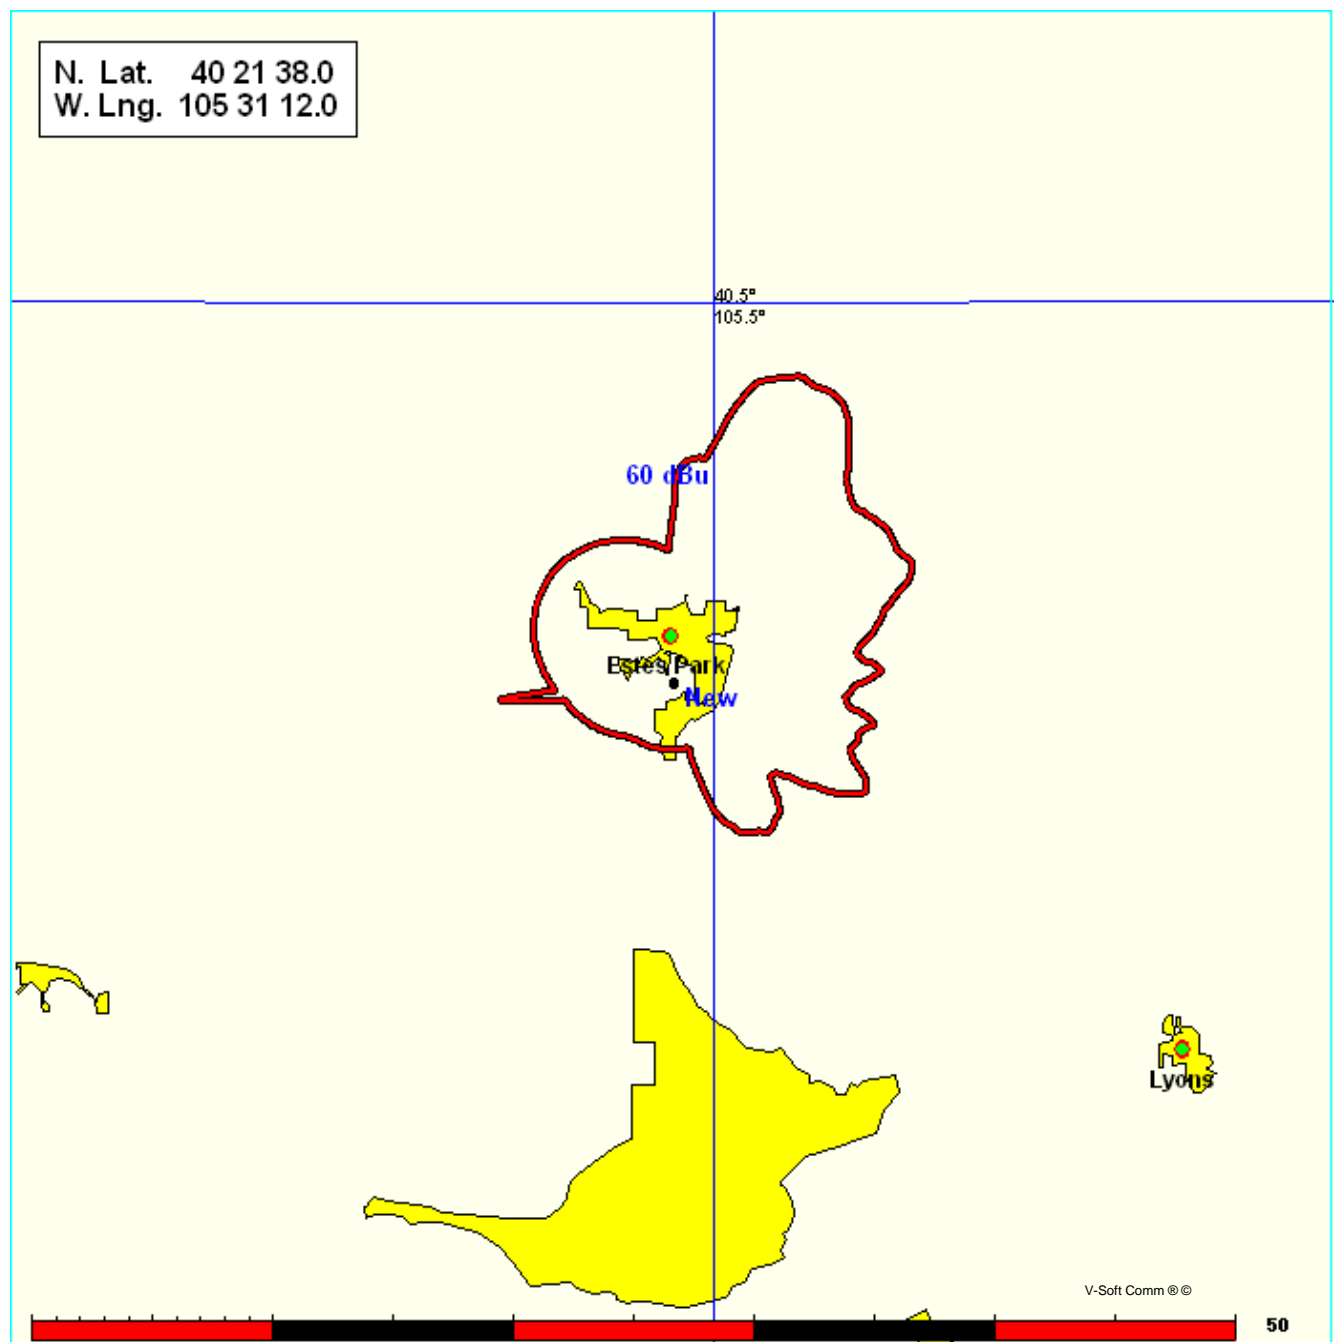 N. Lat. 40 21 38.0
W. Lng. 105 31 12.0
40.5°
105.5°
60 dBu
Estes Park
New
Lyons
V-Soft Comm ® ©
50